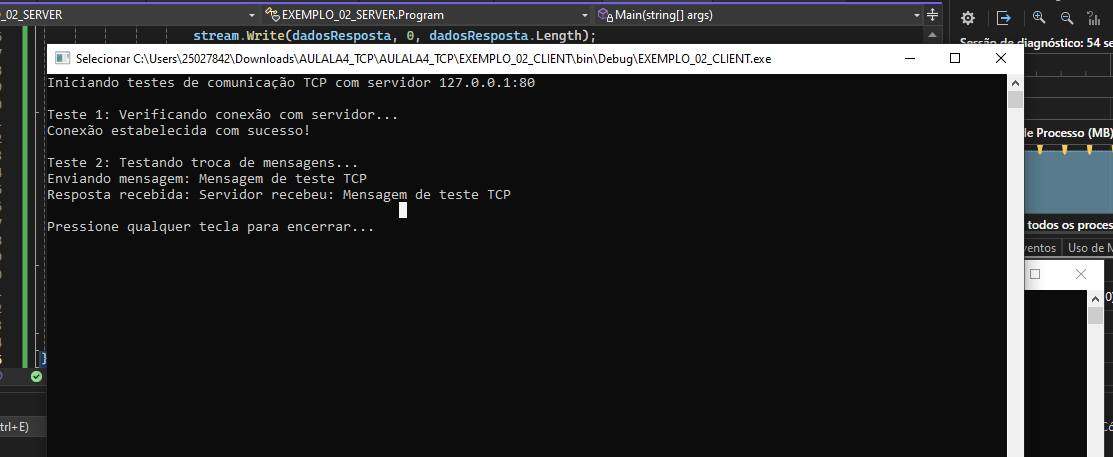 _02_SERVER
EXEMPLO_02_SERVER.Program
Main(string[] args)
stream.Write(dadosResposta, 0, dadosResposta.Length);
Sessão de diagnóstico: 54 se
Selecionar C:\Users\25027842\Downloads\AULALA4_TCP\AULALA4_TCP\EXEMPLO_02_CLIENT\bin\Debug\EXEMPLO_02_CLIENT.exe
Iniciando testes de comunicação TCP com servidor 127.0.0.1:80
Teste 1: Verificando conexão com servidor...
Conexão estabelecida com sucesso!
de Processo (MB)
Teste 2: Testando troca de mensagens...
Enviando mensagem: Mensagem de teste TCP
Resposta recebida: Servidor recebeu: Mensagem de teste TCP
Pressione qualquer tecla para encerrar...
todos os proces
ventos
Uso de M
}
trl+E)